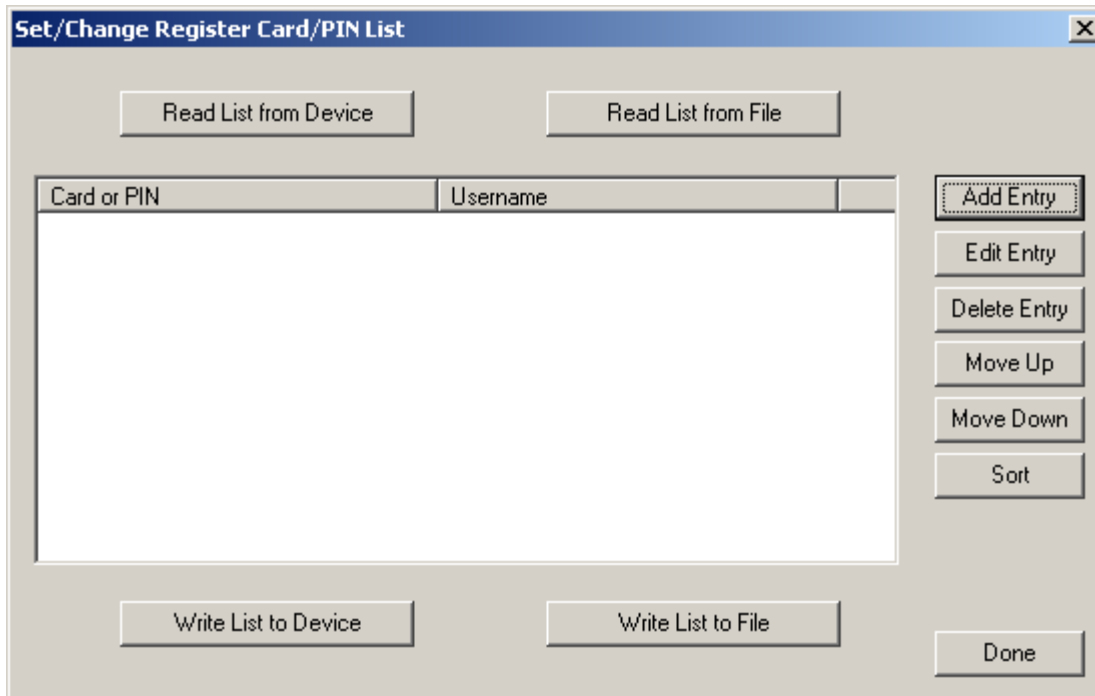 Set/Change Register Card/PIN List
Read List from Device
Read List from File
Card or PIN
Username
Add Entry
Edit Entry
Delete Entry
Move Up
Move Down
Sort
Write List to Device
Write List to File
Done